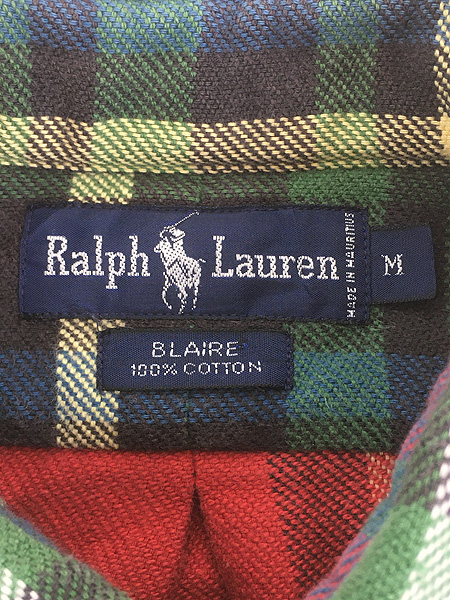 Ralph Lauren
MADE IN MAURITIUS
M
BLAIRE
100% COTTON